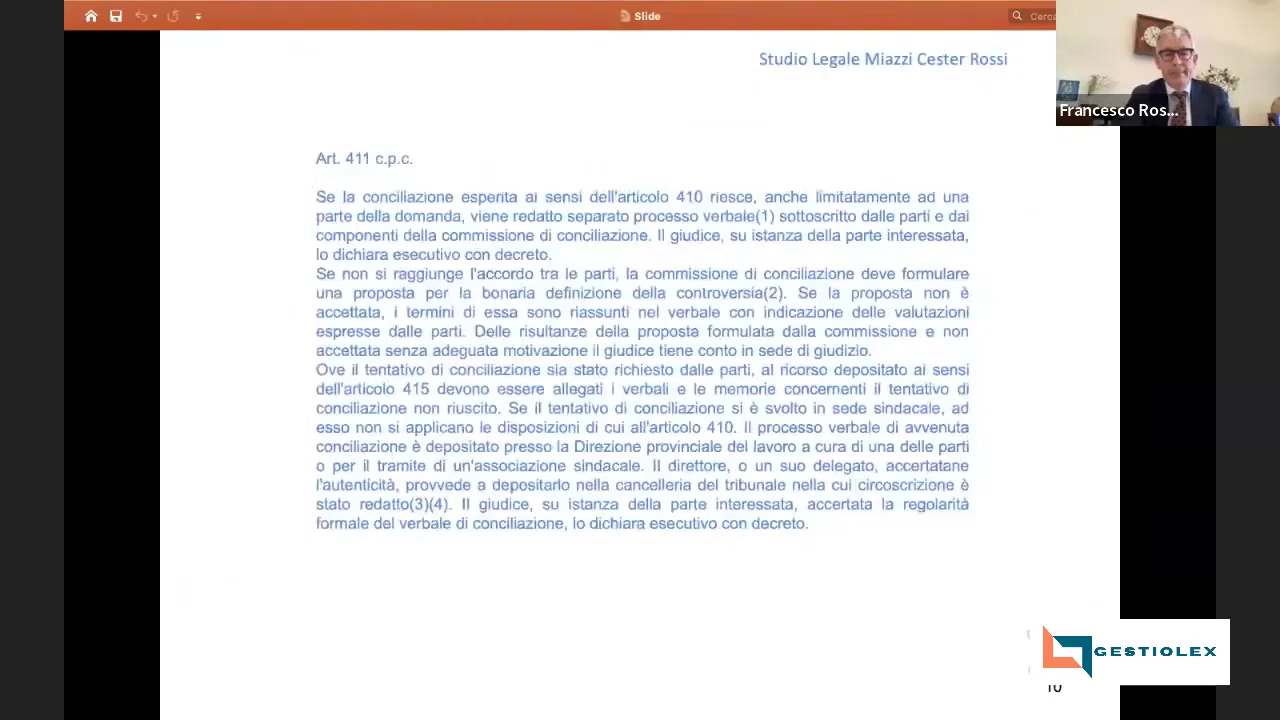 Slide
Cerca
Studio Legale Miazzi Cester Rossi
Francesco Ros...
Art. 411 c.p.c.
Se la conciliazione esperita ai sensi dell'articolo 410 riesce, anche limitatamente ad una
parte della domanda, viene redatto separato processo verbale(1) sottoscritto dalle parti e dai
componenti della commissione di conciliazione. Il giudice, su istanza della parte interessata,
lo dichiara esecutivo con decreto.
Se non si raggiunge l'accordo tra le parti, la commissione di conciliazione deve formulare
una proposta per la bonaria definizione della controversia(2). Se la proposta non è
accettata, i termini di essa sono riassunti nel verbale con indicazione delle valutazioni
espresse dalle parti. Delle risultanze della proposta formulata dalla commissione e non
accettata senza adeguata motivazione il giudice tiene conto in sede di giudizio.
Ove il tentativo di conciliazione sia stato richiesto dalle parti, al ricorso depositato ai sensi
dell'articolo 415 devono essere allegati i verbali e le memorie concernenti il tentativo di
conciliazione non riuscito. Se il tentativo di conciliazione si è svolto in sede sindacale, ad
esso non si applicano le disposizioni di cui all'articolo 410. Il processo verbale di avvenuta
conciliazione è depositato presso la Direzione provinciale del lavoro a cura di una delle parti
o per il tramite di un'associazione sindacale. Il direttore, o un suo delegato, accertatane
l'autenticità, provvede a depositarlo nella cancelleria del tribunale nella cui circoscrizione è
stato redatto(3)(4). Il giudice, su istanza della parte interessata, accertata la regolarità
formale del verbale di conciliazione, lo dichiara esecutivo con decreto.
GESTIOLEX
10